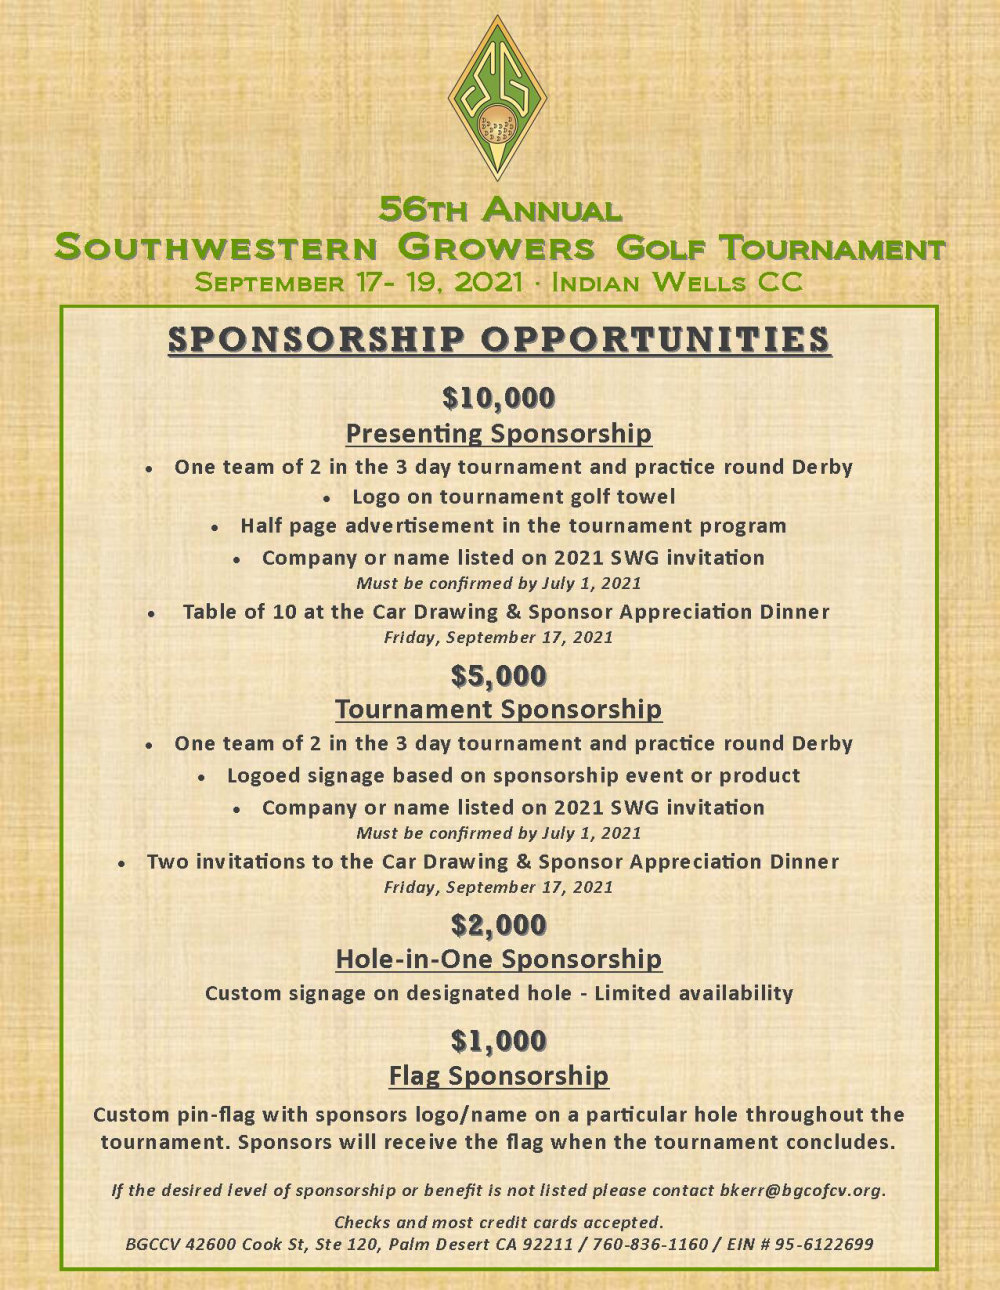 SG
56th Annual
Southwestern Growers Golf Tournament
September 17- 19, 2021 · Indian Wells CC
SPONSORSHIP OPPORTUNITIES
$10,000
Presenting Sponsorship
• One team of 2 in the 3 day tournament and practice round Derby
• Logo on tournament golf towel
• Half page advertisement in the tournament program
• Company or name listed on 2021 SWG invitation
Must be confirmed by July 1, 2021
• Table of 10 at the Car Drawing & Sponsor Appreciation Dinner
Friday, September 17, 2021
$5,000
Tournament Sponsorship
• One team of 2 in the 3 day tournament and practice round Derby
• Logoed signage based on sponsorship event or product
• Company or name listed on 2021 SWG invitation
Must be confirmed by July 1, 2021
• Two invitations to the Car Drawing & Sponsor Appreciation Dinner
Friday, September 17, 2021
$2,000
Hole-in-One Sponsorship
Custom signage on designated hole - Limited availability
$1,000
Flag Sponsorship
Custom pin-flag with sponsors logo/name on a particular hole throughout the
tournament. Sponsors will receive the flag when the tournament concludes.
If the desired level of sponsorship or benefit is not listed please contact bkerr@bgcofcv.org.
Checks and most credit cards accepted.
BGCCV 42600 Cook St, Ste 120, Palm Desert CA 92211 / 760-836-1160 / EIN # 95-6122699